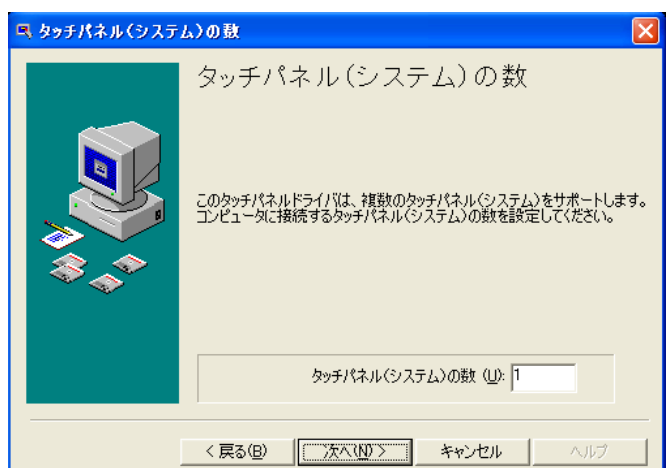 タッチパネル(システム)の数
タッチパネル(システム)の数
このタッチパネルドライバは、複数のタッチパネル(システム)をサポートします。
コンピュータに接続するタッチパネル(システム)の数を設定してください。
タッチパネル(システム)の数 (U): 1
< 戻る(B) 次へ(N) > キャンセル ヘルプ